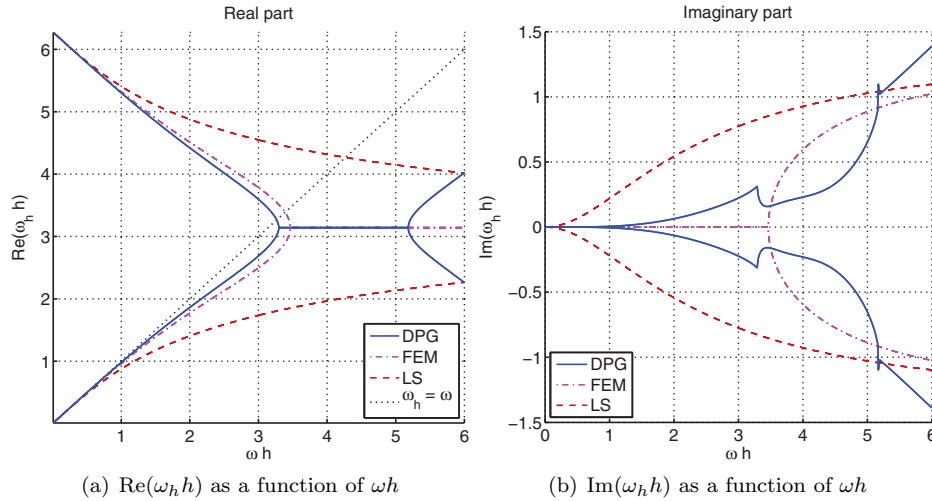 Real part
Re(ω_h h)
6
5
4
3
2
1
1
2
3
4
5
6
ω h
DPG
FEM
LS
ω_h = ω
(a) Re(ω_h h) as a function of ωh
Imaginary part
Im(ω_h h)
1.5
1
0.5
0
−0.5
−1
−1.5
0
1
2
3
4
5
6
ω h
DPG
FEM
LS
(b) Im(ω_h h) as a function of ωh